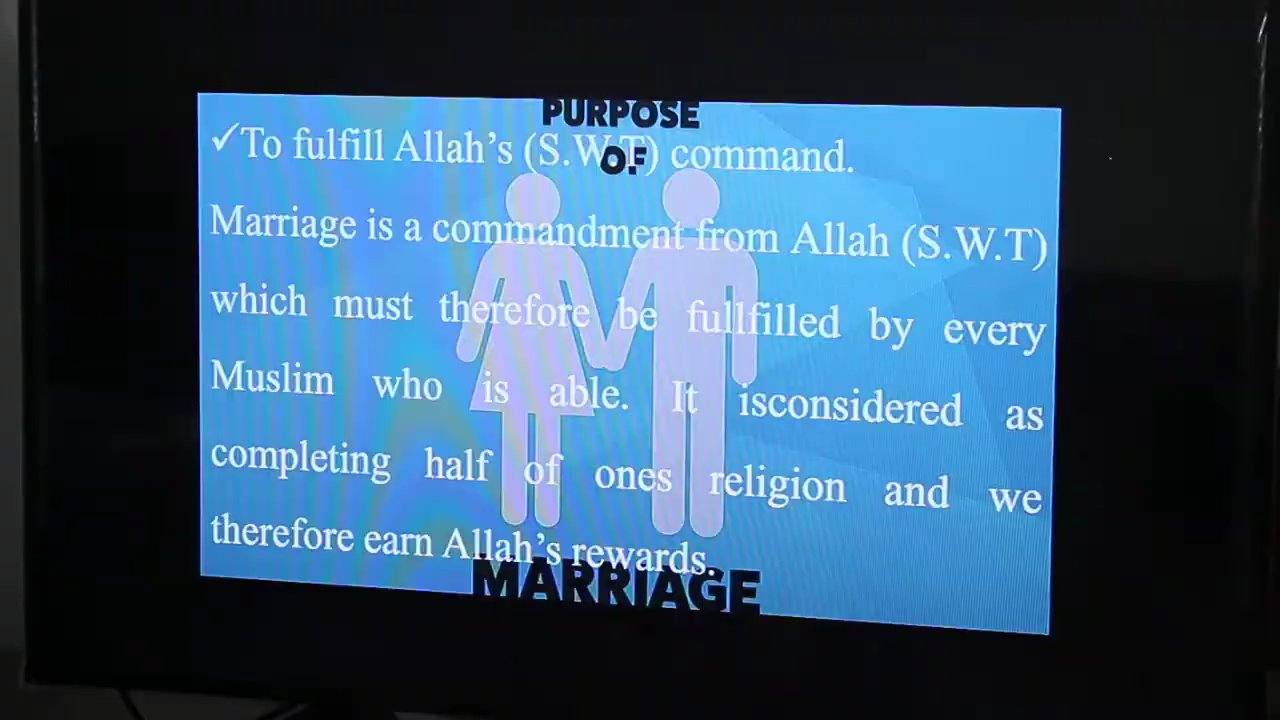 PURPOSE
✓To fulfill Allah's (S.W.T) command.
OF
Marriage is a commandment from Allah (S.W.T)
which must therefore be fullfilled by every
Muslim who is able. It isconsidered as
completing half of ones religion and we
therefore earn Allah's rewards.
MARRIAGE